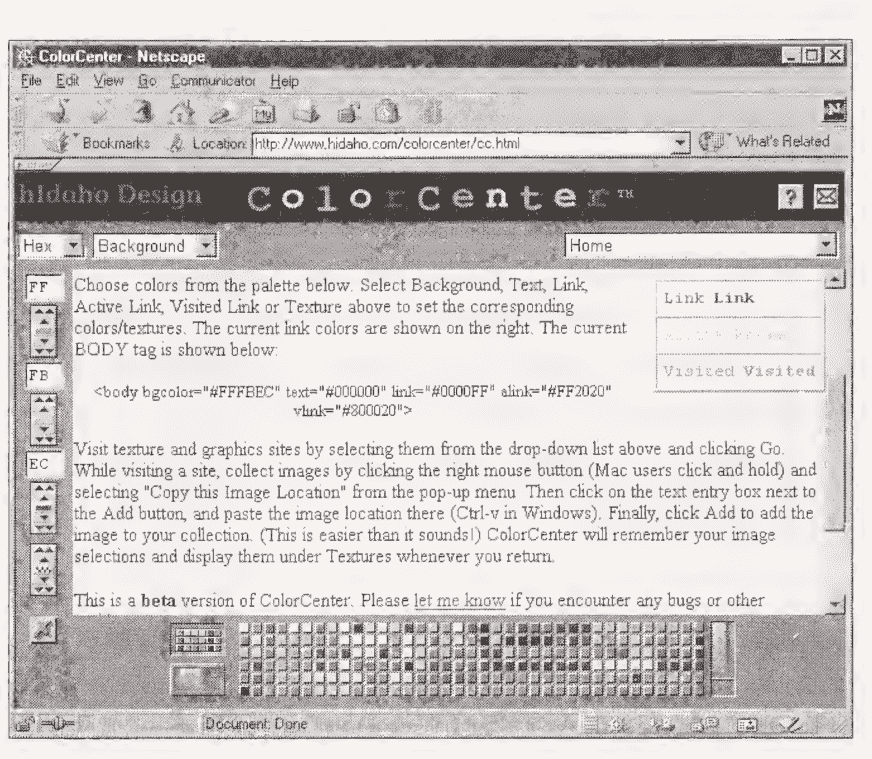 ColorCenter - Netscape
File Edit View Go Communicator Help
My N
Bookmarks Location: http://www.hidaho.com/colorcenter/cc.html What's Related
hIdaho Design ColorCenter™ ?
Hex Background Home
FF
FB
EC
Choose colors from the palette below. Select Background, Text, Link,
Active Link, Visited Link or Texture above to set the corresponding
colors/textures. The current link colors are shown on the right. The current
BODY tag is shown below:
Link Link
Visited Visited
<body bgcolor="#FFFBEC" text="#000000" link="#0000FF" alink="#FF2020"
vlink="#800020">
Visit texture and graphics sites by selecting them from the drop-down list above and clicking Go.
While visiting a site, collect images by clicking the right mouse button (Mac users click and hold) and
selecting "Copy this Image Location" from the pop-up menu Then click on the text entry box next to
the Add button, and paste the image location there (Ctrl-v in Windows). Finally, click Add to add the
image to your collection. (This is easier than it sounds!) ColorCenter will remember your image
selections and display them under Textures whenever you return.
This is a beta version of ColorCenter. Please let me know if you encounter any bugs or other
Document: Done